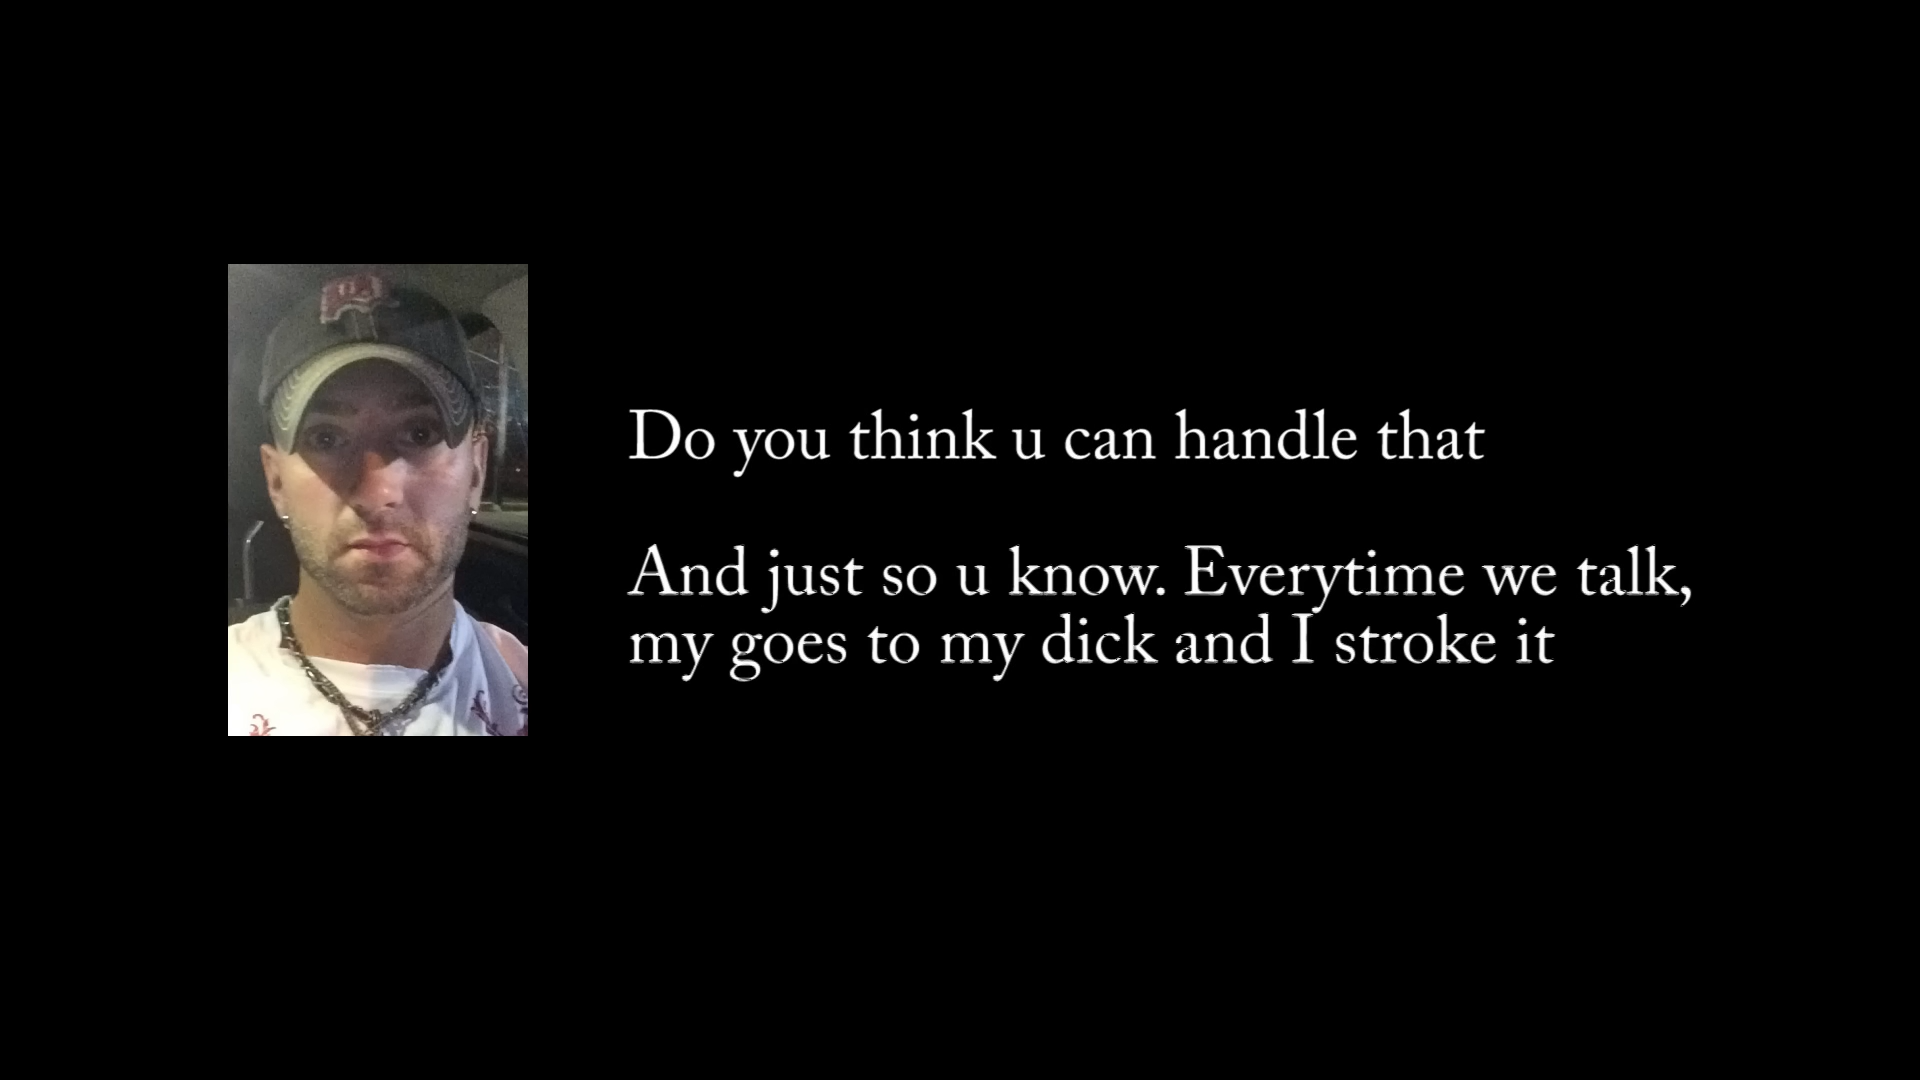 Do you think u can handle that
And just so u know. Everytime we talk,
my goes to my dick and I stroke it